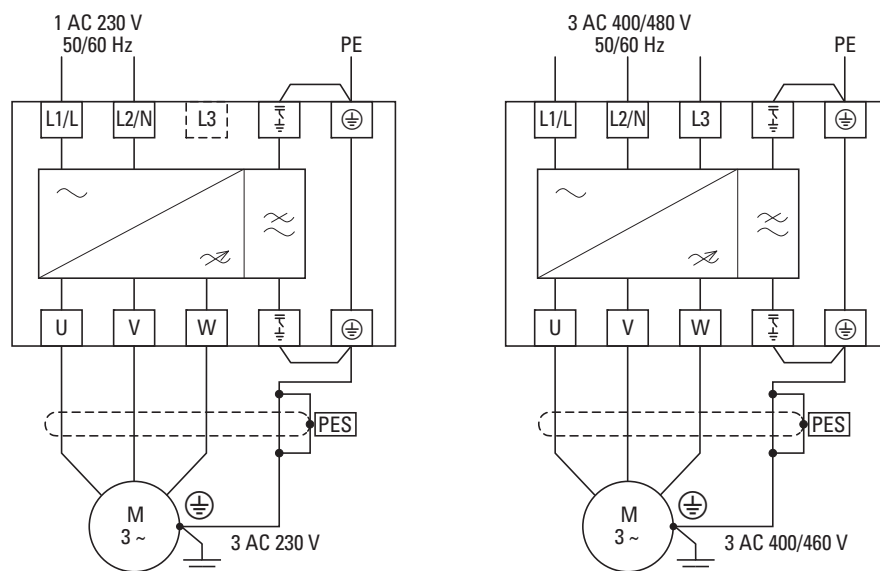 1 AC 230 V
50/60 Hz
PE
L1/L
L2/N
L3
U
V
W
PES
M
3 ~
3 AC 230 V
3 AC 400/480 V
50/60 Hz
PE
L1/L
L2/N
L3
U
V
W
PES
M
3 ~
3 AC 400/460 V